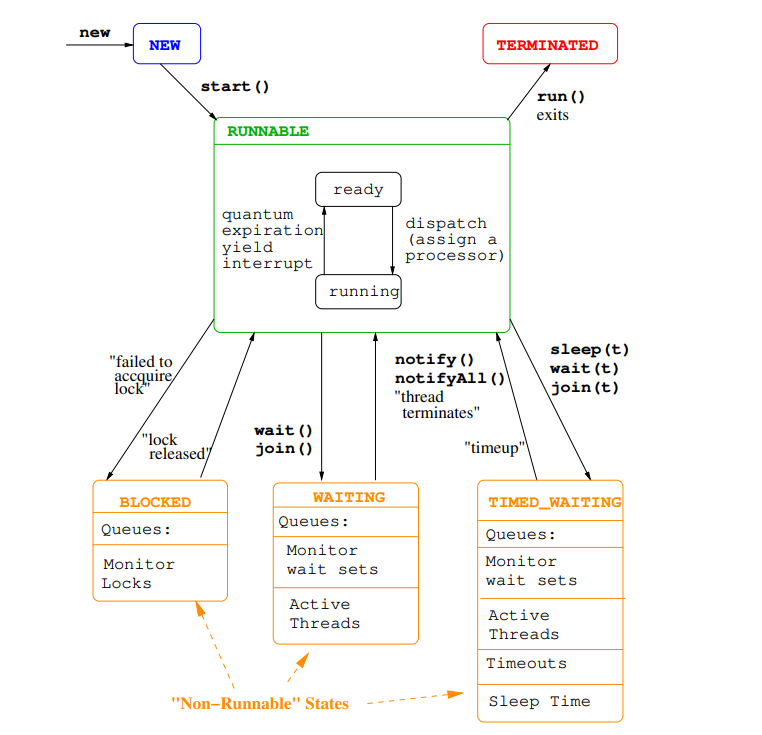 new
NEW
TERMINATED
start()
run()
exits
RUNNABLE
ready
quantum
expiration
yield
interrupt
dispatch
(assign a
processor)
running
"failed to
accquire
lock"
"lock
released"
wait()
join()
notify()
notifyAll()
"thread
terminates"
"timeup"
sleep(t)
wait(t)
join(t)
BLOCKED
Queues:
Monitor
Locks
WAITING
Queues:
Monitor
wait sets
Active
Threads
TIMED_WAITING
Queues:
Monitor
wait sets
Active
Threads
Timeouts
Sleep Time
"Non−Runnable" States